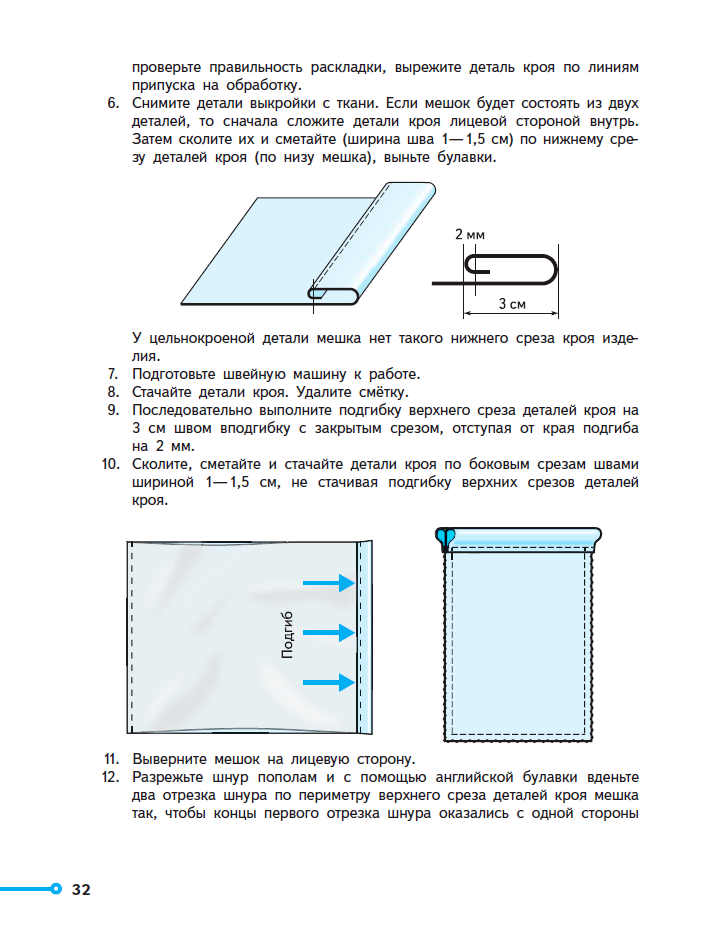 проверьте правильность раскладки, вырежите деталь кроя по линиям
припуска на обработку.
6. Снимите детали выкройки с ткани. Если мешок будет состоять из двух
деталей, то сначала сложите детали кроя лицевой стороной внутрь.
Затем сколите их и сметайте (ширина шва 1—1,5 см) по нижнему сре-
зу деталей кроя (по низу мешка), выньте булавки.
2 мм
3 см
У цельнокроеной детали мешка нет такого нижнего среза кроя изде-
лия.
7. Подготовьте швейную машину к работе.
8. Стачайте детали кроя. Удалите смётку.
9. Последовательно выполните подгибку верхнего среза деталей кроя на
3 см швом вподгибку с закрытым срезом, отступая от края подгиба
на 2 мм.
10. Сколите, сметайте и стачайте детали кроя по боковым срезам швами
шириной 1—1,5 см, не стачивая подгибку верхних срезов деталей
кроя.
Подгиб
11. Выверните мешок на лицевую сторону.
12. Разрежьте шнур пополам и с помощью английской булавки вденьте
два отрезка шнура по периметру верхнего среза деталей кроя мешка
так, чтобы концы первого отрезка шнура оказались с одной стороны
32